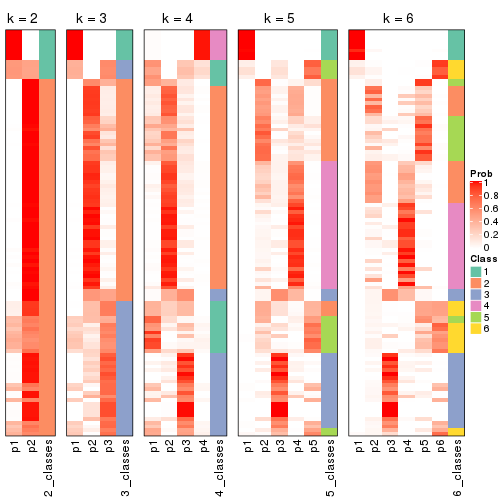 k = 2
k = 3
k = 4
k = 5
k = 6
Prob
1
0.8
0.6
0.4
0.2
0
Class
1
2
3
4
5
6
p1
p2
2_classes
p1
p2
p3
3_classes
p1
p2
p3
p4
4_classes
p1
p2
p3
p4
p5
5_classes
p1
p2
p3
p4
p5
p6
6_classes